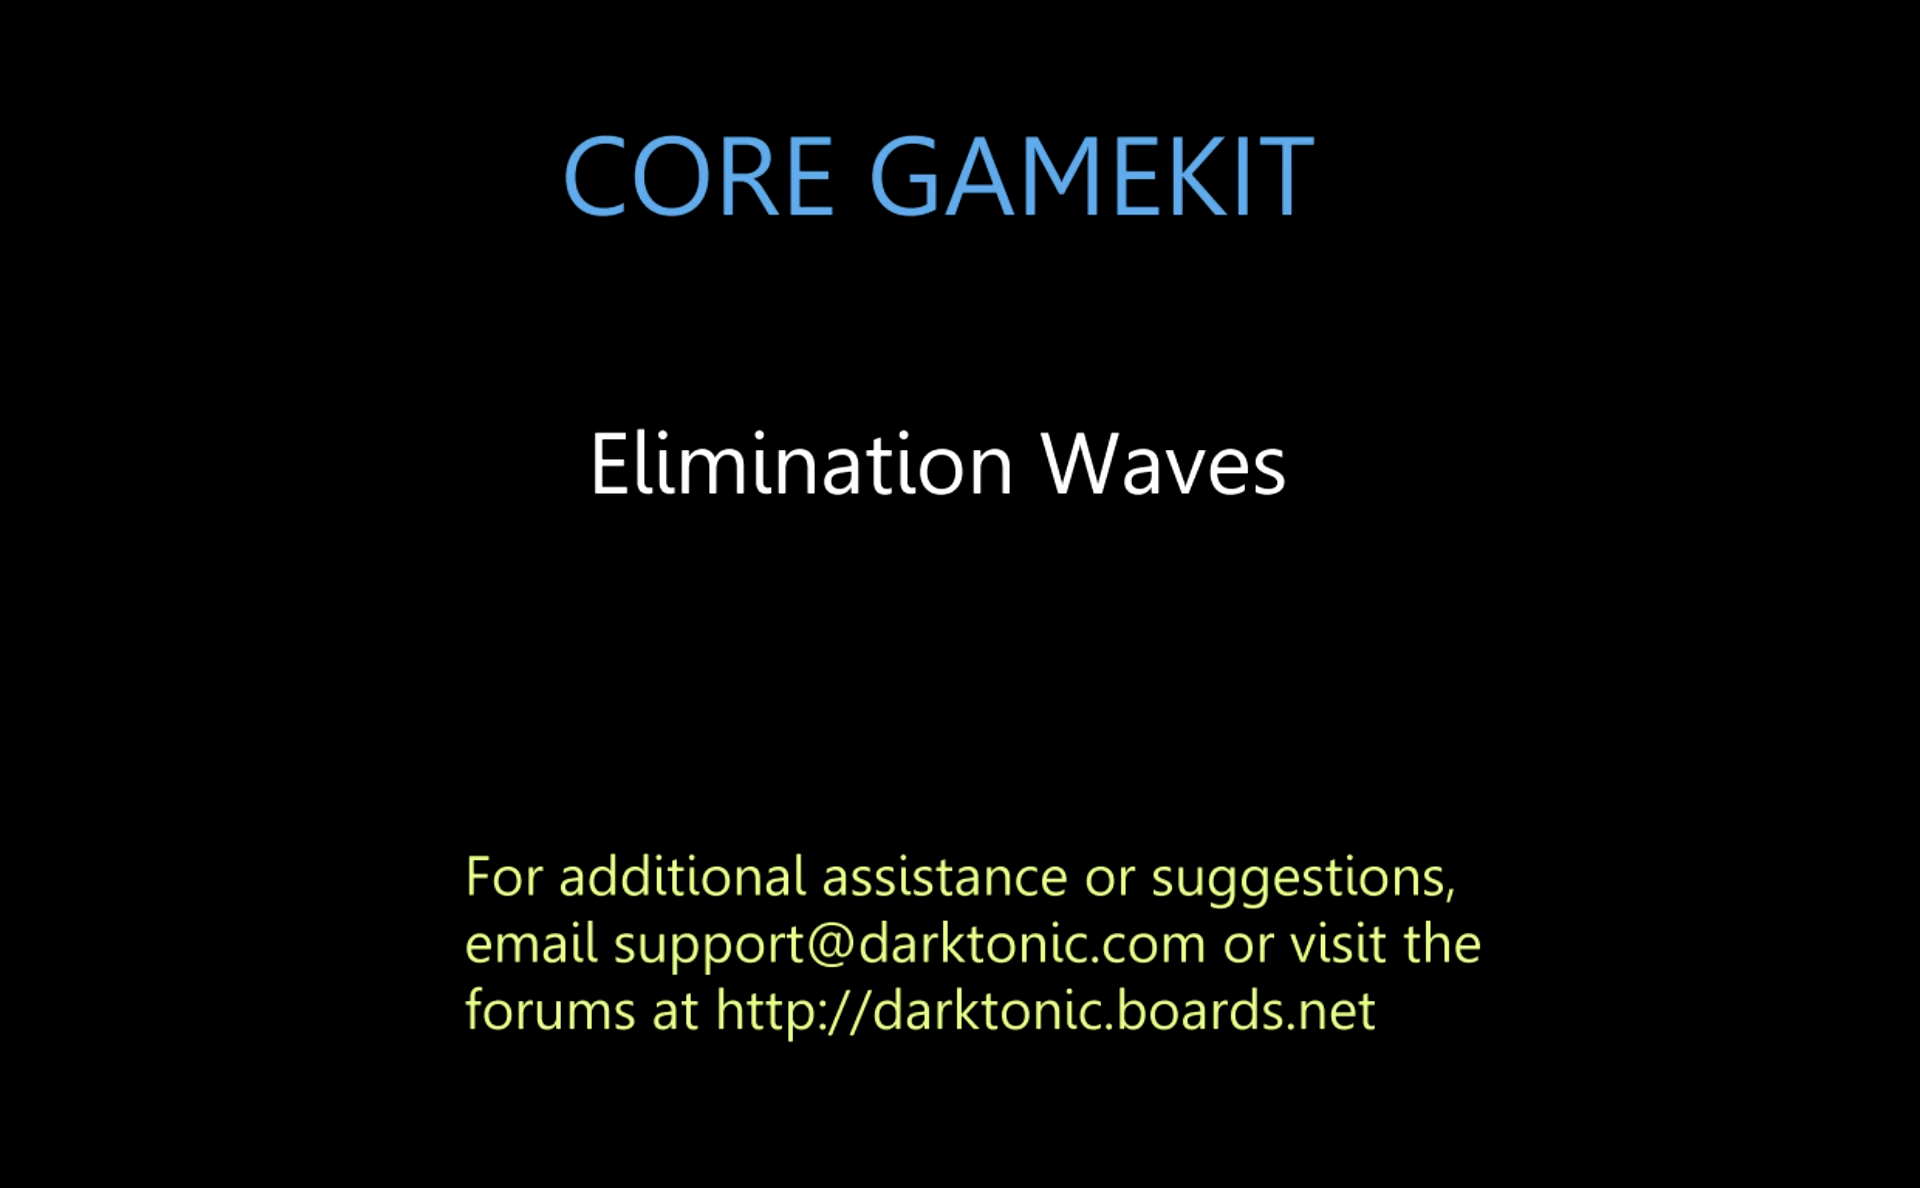 CORE GAMEKIT
Elimination Waves
For additional assistance or suggestions,
email support@darktonic.com or visit the
forums at http://darktonic.boards.net